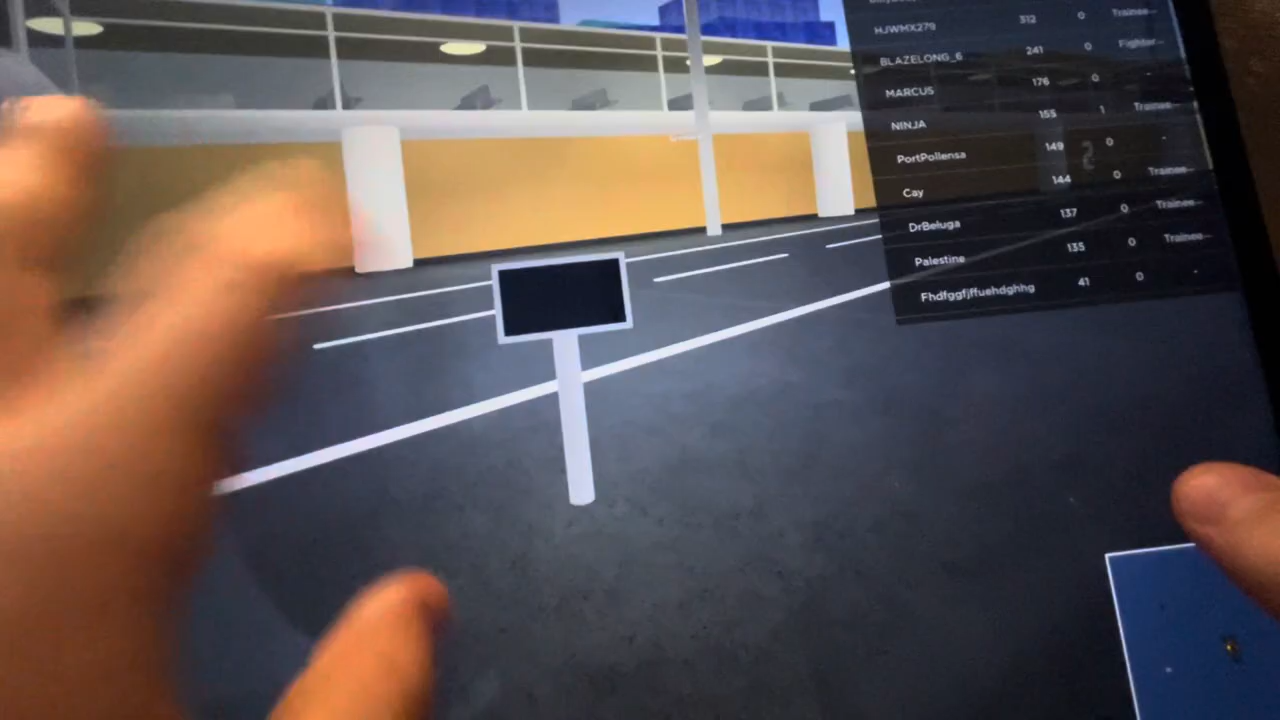 HJWMX279 312 0 Trainee...
BLAZELONG_6 241 0 Fighter...
MARCUS 176 0 -
NINJA 155 1 Trainee...
PortPollensa 149 0 -
Cay 144 0 Trainee...
DrBeluga 137 0 Trainee...
Palestine 135 0 Trainee...
Fhdfggfjffuehdghhg 41 0 -